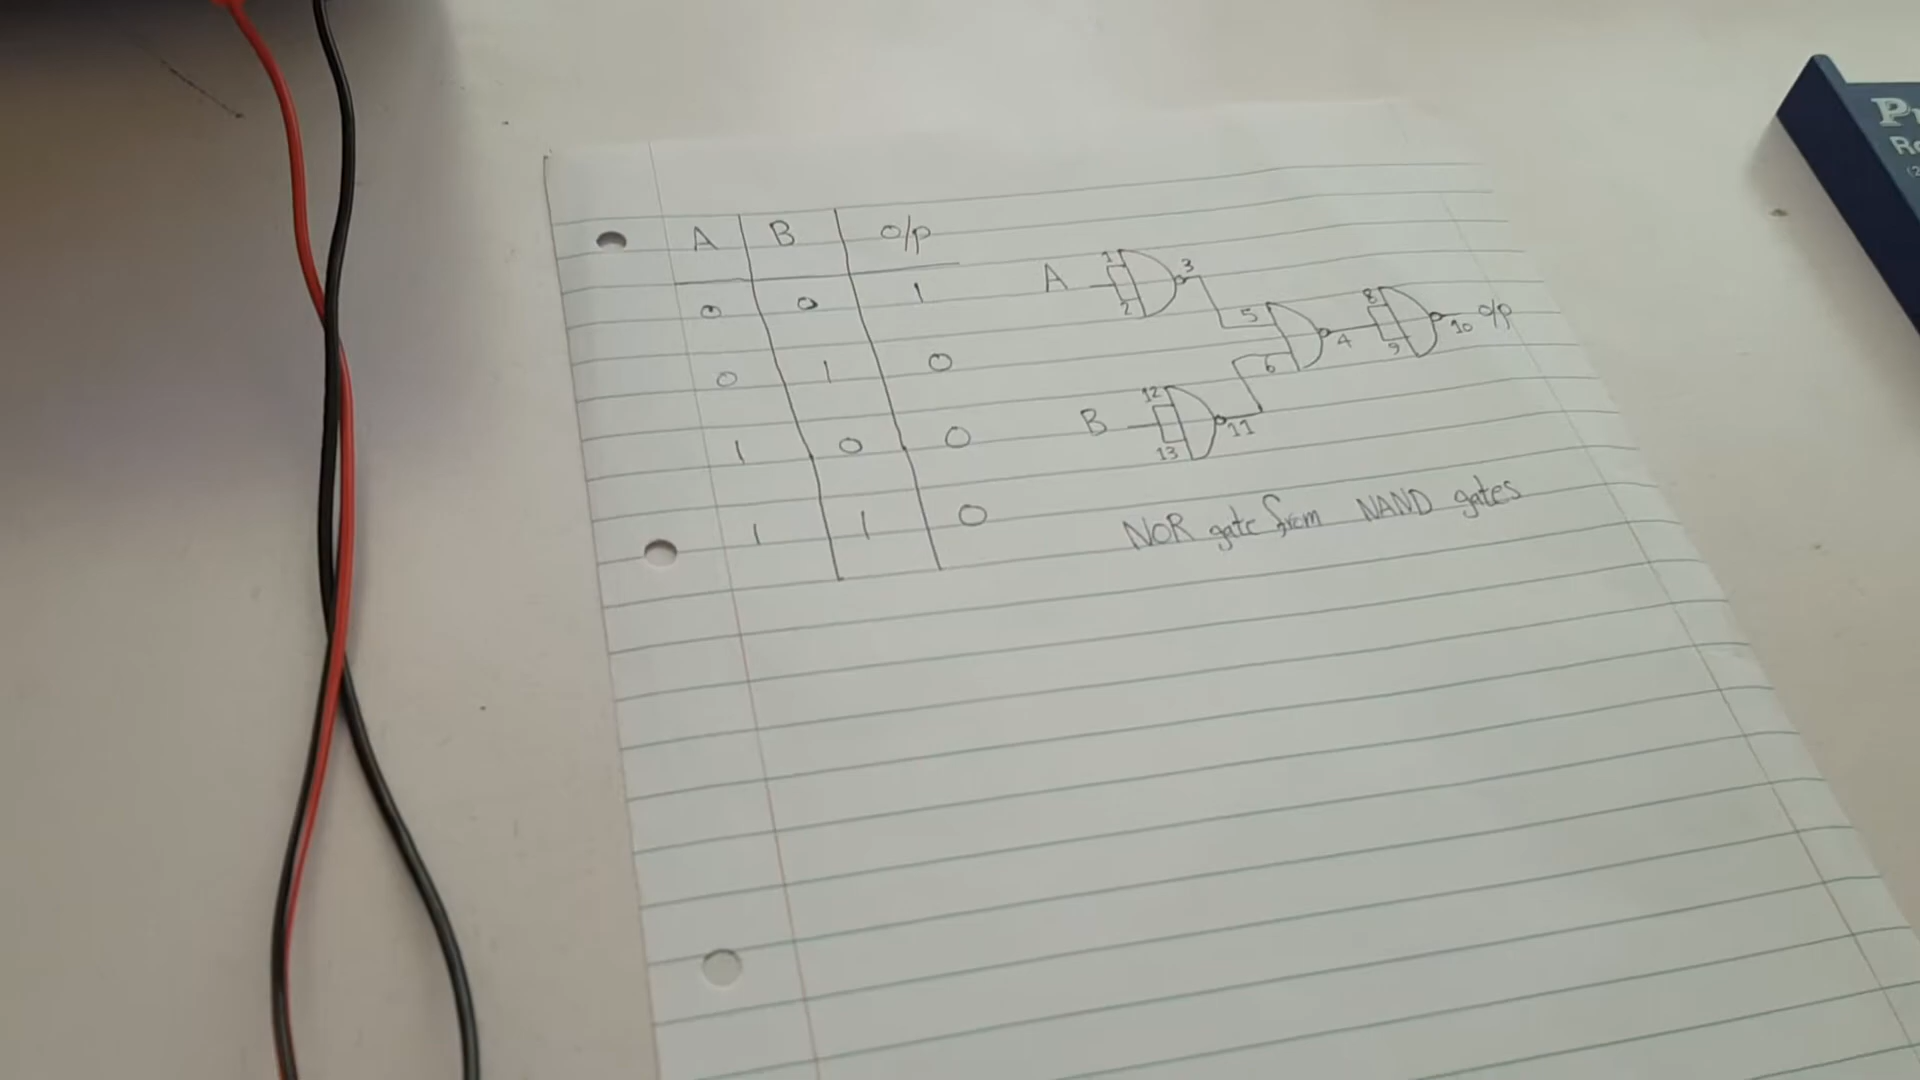 A B o/p
0 0 1
0 1 0
1 0 0
1 1 0
A 1 2 3
5 6 4
8 9 10 o/p
B 12 13 11
NOR gate from NAND gates